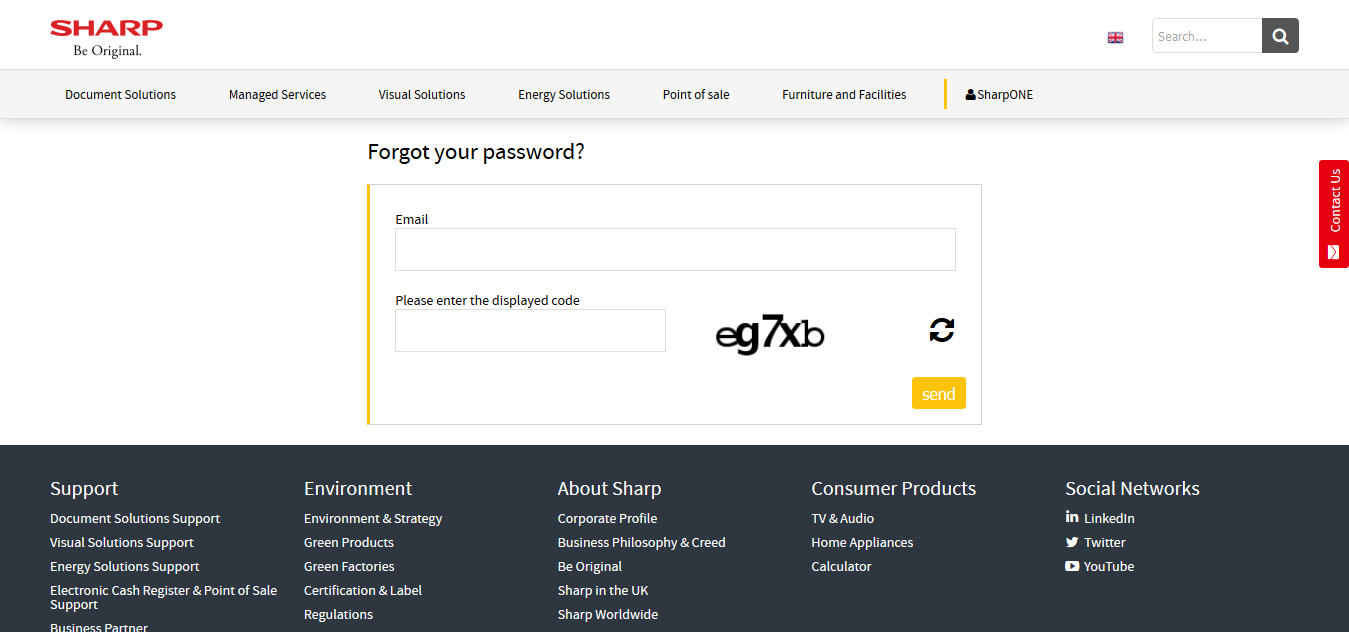 SHARP
Be Original.
Search...
Document Solutions Managed Services Visual Solutions Energy Solutions Point of sale Furniture and Facilities SharpONE
Forgot your password?
Contact Us
Email
Please enter the displayed code
eg7xb
send
Support
Document Solutions Support
Visual Solutions Support
Energy Solutions Support
Electronic Cash Register & Point of Sale
Support
Business Partner
Environment
Environment & Strategy
Green Products
Green Factories
Certification & Label
Regulations
About Sharp
Corporate Profile
Business Philosophy & Creed
Be Original
Sharp in the UK
Sharp Worldwide
Consumer Products
TV & Audio
Home Appliances
Calculator
Social Networks
LinkedIn
Twitter
YouTube